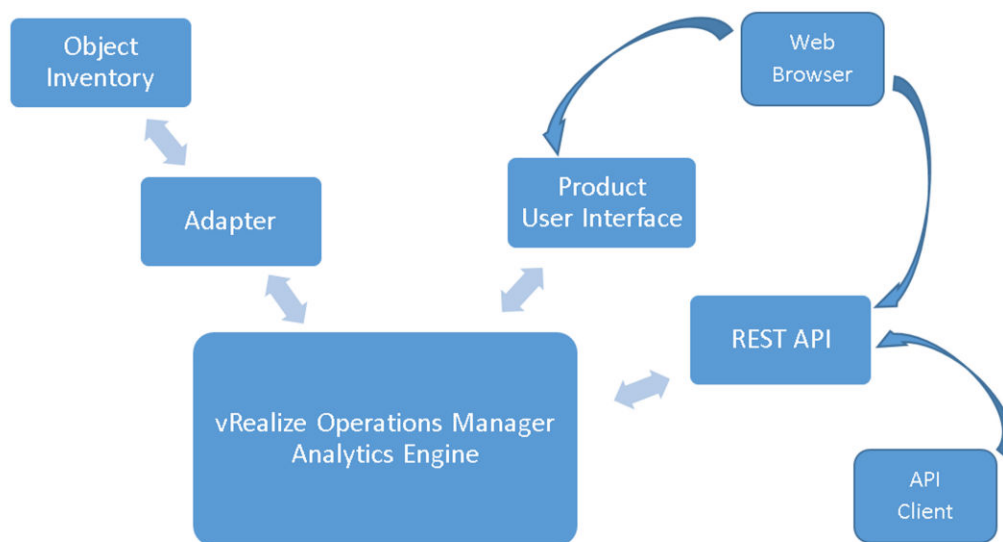 Object
Inventory
Web
Browser
Adapter
Product
User Interface
REST API
vRealize Operations Manager
Analytics Engine
API
Client